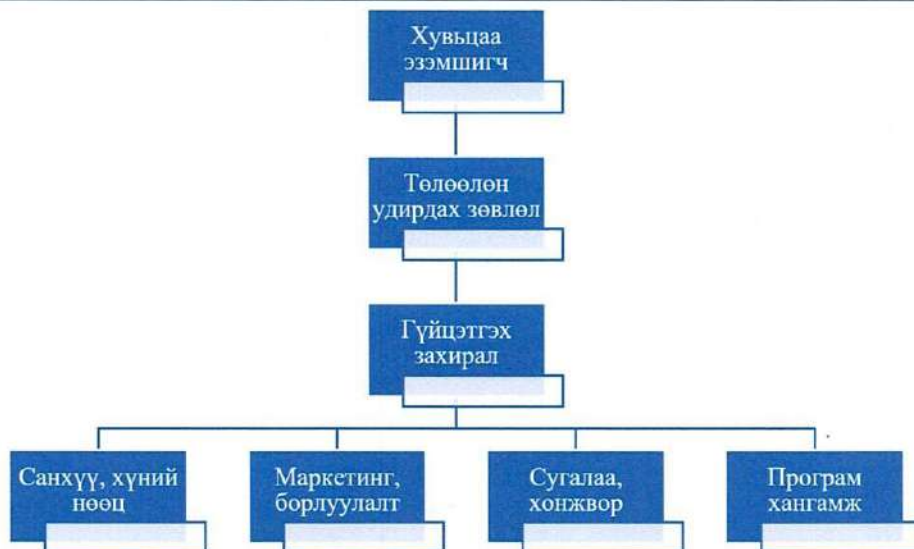 Хувьцаа
эзэмшигч
Төлөөлөн
удирдах зөвлөл
Гүйцэтгэх
захирал
Санхүү, хүний
нөөц
Маркетинг,
борлуулалт
Сугалаа,
хонжвор
Програм
хангамж